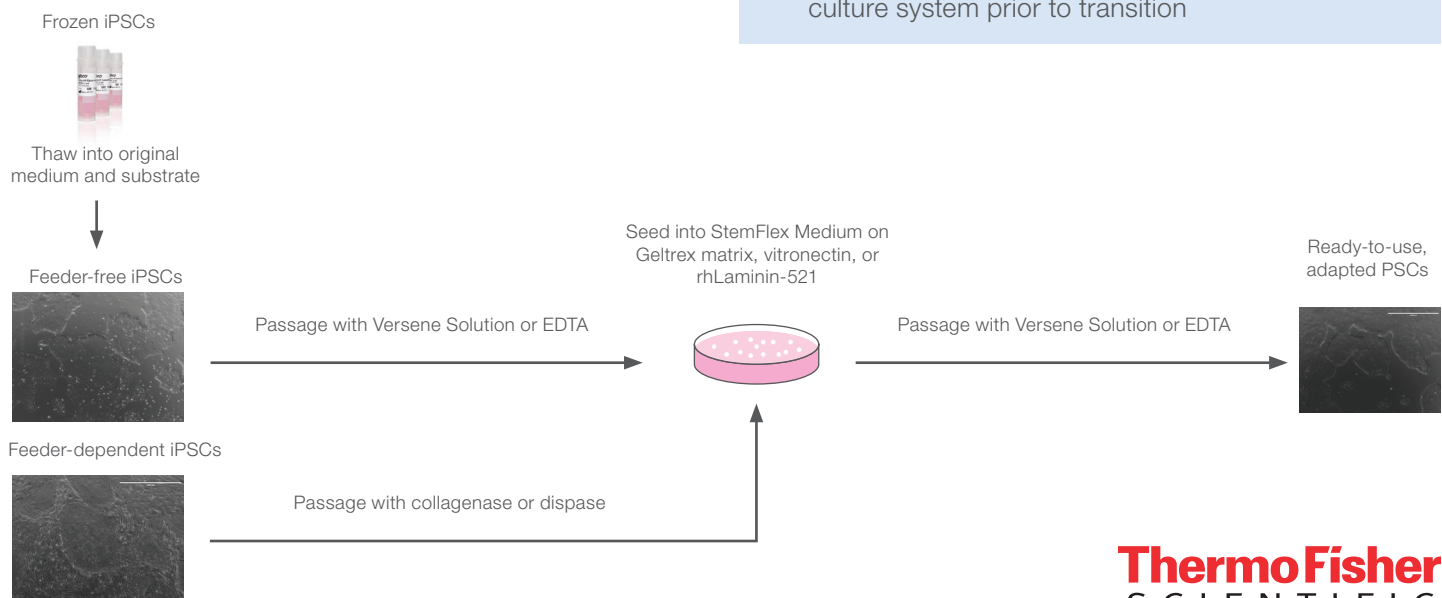 culture system prior to transition
Frozen iPSCs
Thaw into original
medium and substrate
Feeder-free iPSCs
Passage with Versene Solution or EDTA
Seed into StemFlex Medium on
Geltrex matrix, vitronectin, or
rhLaminin-521
Passage with Versene Solution or EDTA
Ready-to-use,
adapted PSCs
Feeder-dependent iPSCs
Passage with collagenase or dispase
ThermoFisher
SCIENTIFIC